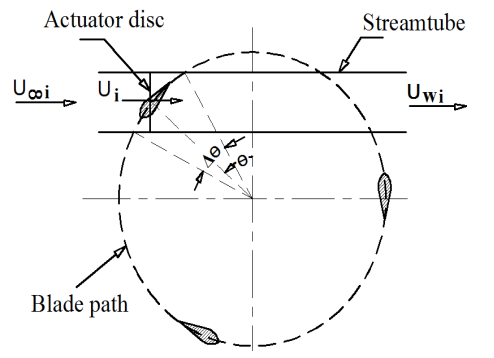 Actuator disc
Streamtube
U∞i
Ui
Uwi
Δθ
θ
Blade path